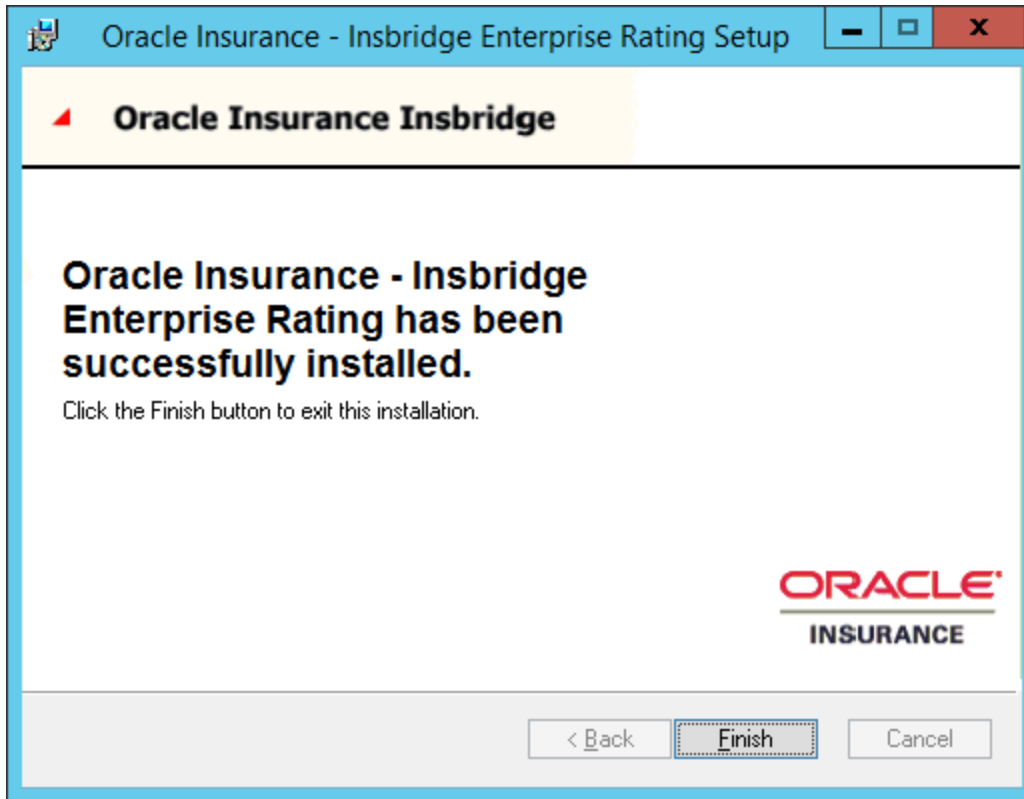 Oracle Insurance - Insbridge Enterprise Rating Setup
Oracle Insurance Insbridge
Oracle Insurance - Insbridge
Enterprise Rating has been
successfully installed.
Click the Finish button to exit this installation.
ORACLE
INSURANCE
< Back Finish Cancel